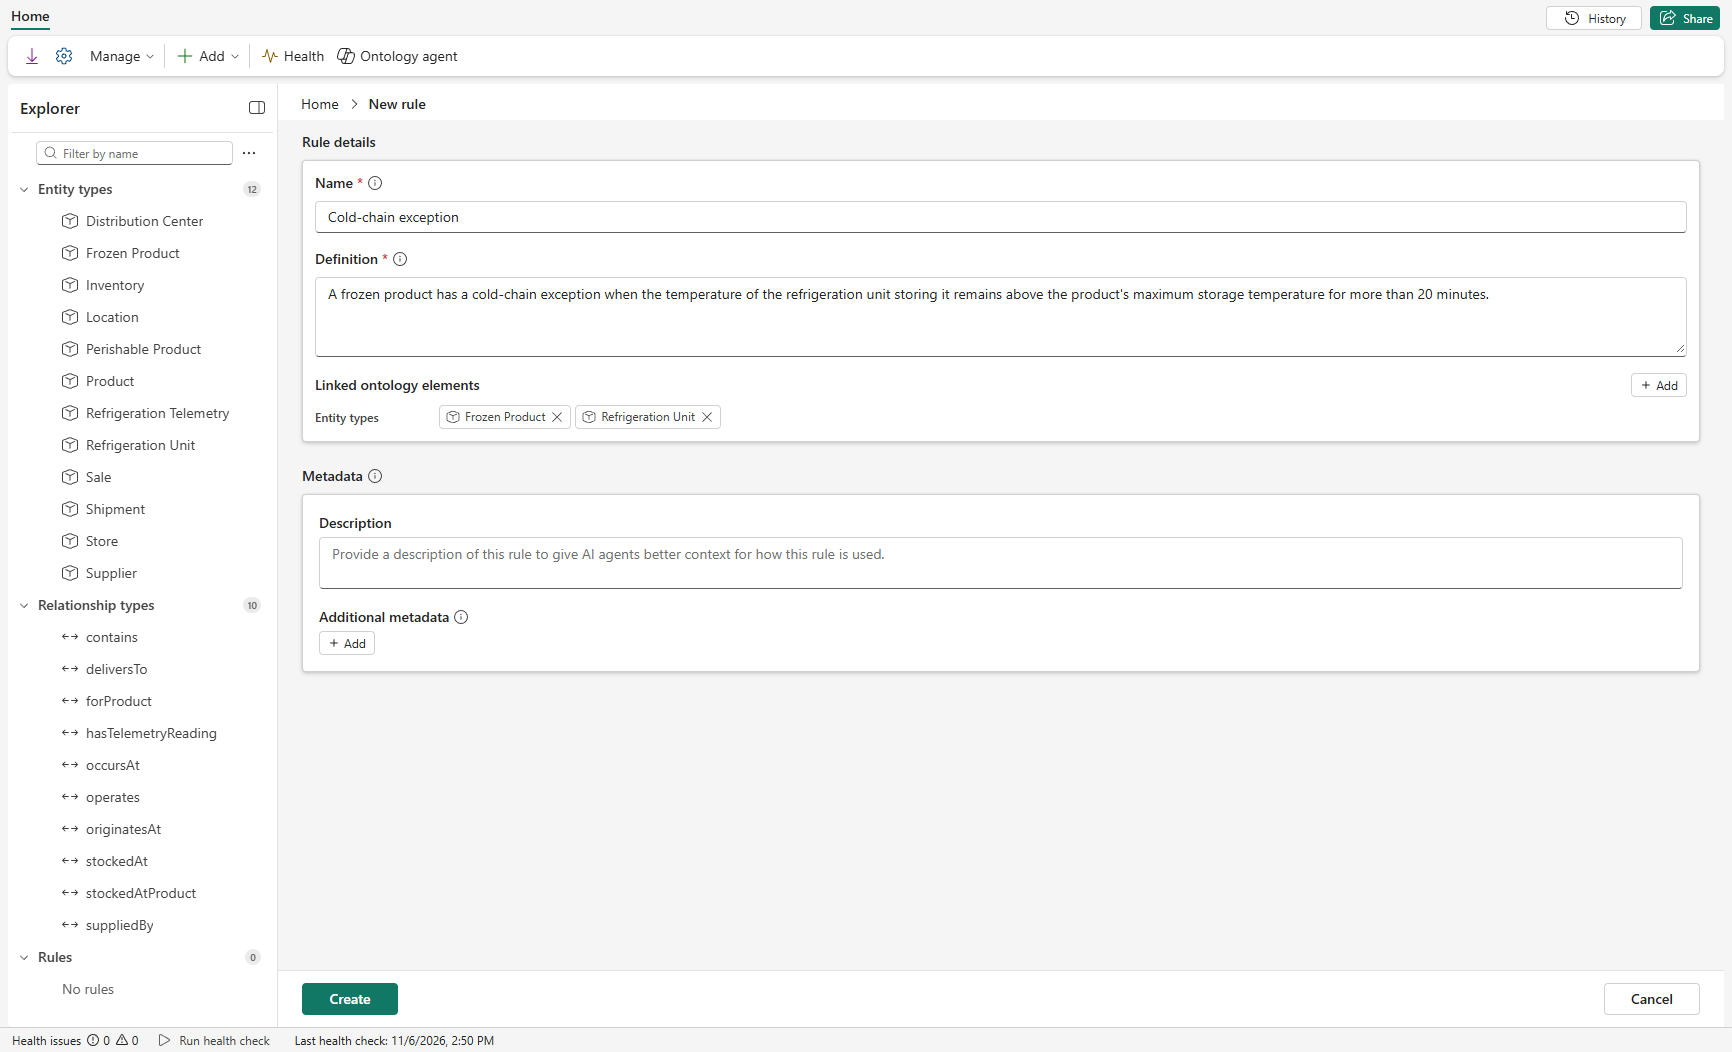 Home
History
Share
Manage
Add
Health
Ontology agent
Explorer
Filter by name
Entity types 12
Distribution Center
Frozen Product
Inventory
Location
Perishable Product
Product
Refrigeration Telemetry
Refrigeration Unit
Sale
Shipment
Store
Supplier
Relationship types 10
contains
deliversTo
forProduct
hasTelemetryReading
occursAt
operates
originatesAt
stockedAt
stockedAtProduct
suppliedBy
Rules 0
No rules
Home > New rule
Rule details
Name *
Cold-chain exception
Definition *
A frozen product has a cold-chain exception when the temperature of the refrigeration unit storing it remains above the product's maximum storage temperature for more than 20 minutes.
Linked ontology elements
+ Add
Entity types
Frozen Product
Refrigeration Unit
Metadata
Description
Provide a description of this rule to give AI agents better context for how this rule is used.
Additional metadata
+ Add
Create
Cancel
Health issues 0 0
Run health check
Last health check: 11/6/2026, 2:50 PM